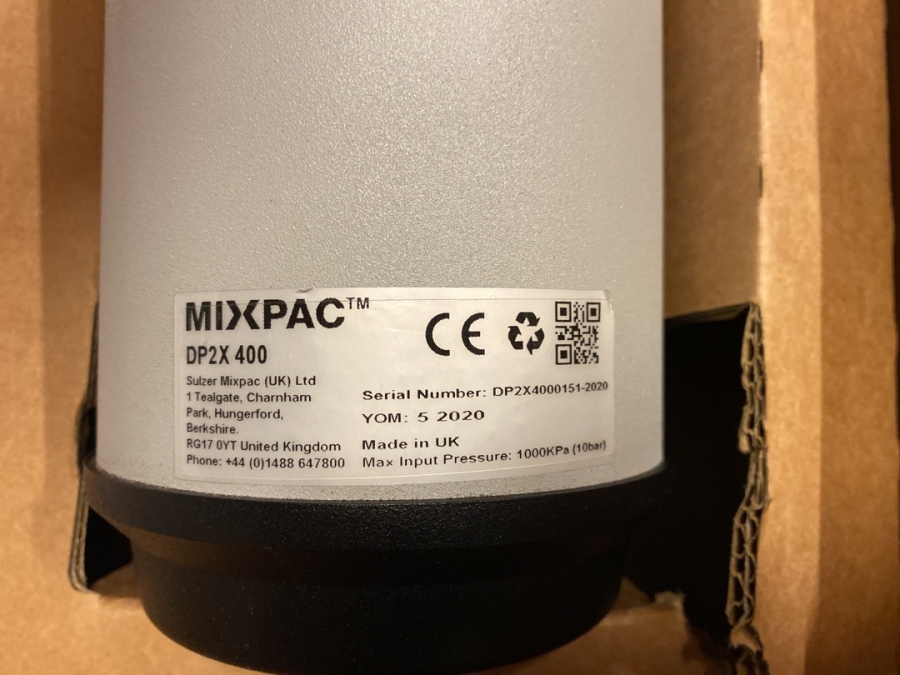 MIXPAC™
DP2X 400
Sulzer Mixpac (UK) Ltd
1 Tealgate, Charnham
Park, Hungerford,
Berkshire.
RG17 0YT United Kingdom
Phone: +44 (0)1488 647800
CE
Serial Number: DP2X4000151-2020
YOM: 5 2020
Made in UK
Max Input Pressure: 1000KPa (10bar)